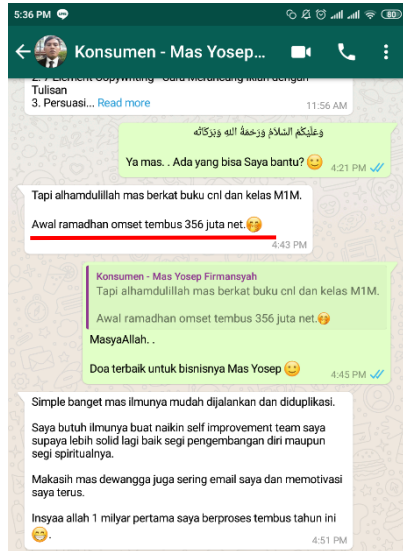 5:36 PM
80
Konsumen - Mas Yosep...
2. 7 Element Copywriting - Cara Merancang Iklan dengan
Tulisan
3. Persuasi... Read more
11:56 AM
وَعَلَيْكُم السَّلَامُ وَرَحْمَةُ اللهِ وَبَرَكَاتُه
Ya mas. . Ada yang bisa Saya bantu? 🙂
4:21 PM
Tapi alhamdulillah mas berkat buku cnl dan kelas M1M.
Awal ramadhan omset tembus 356 juta net.🤭
4:43 PM
Konsumen - Mas Yosep Firmansyah
Tapi alhamdulillah mas berkat buku cnl dan kelas M1M.
Awal ramadhan omset tembus 356 juta net.🤭
MasyaAllah. .
Doa terbaik untuk bisnisnya Mas Yosep 🙂
4:45 PM
Simple banget mas ilmunya mudah dijalankan dan diduplikasi.
Saya butuh ilmunya buat naikin self improvement team saya
supaya lebih solid lagi baik segi pengembangan diri maupun
segi spiritualnya.
Makasih mas dewangga juga sering email saya dan memotivasi
saya terus.
Insyaa allah 1 milyar pertama saya berproses tembus tahun ini
😁.
4:51 PM